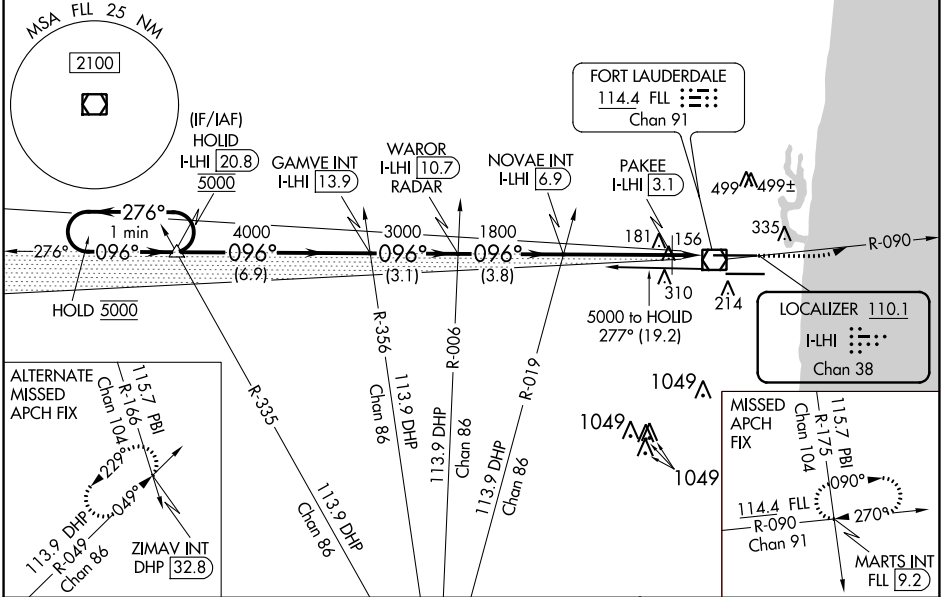 MSA FLL 25 NM
2100
(IF/IAF)
HOLID
I-LHI 20.8
5000
GAMVE INT
I-LHI 13.9
WAROR
I-LHI 10.7
RADAR
NOVAE INT
I-LHI 6.9
FORT LAUDERDALE
114.4 FLL
Chan 91
PAKEE
I-LHI 3.1
499 499±
335
181
156
310
214
R-090
276°
1 min
276°
096°
4000
096°
(6.9)
3000
096°
(3.1)
1800
096°
(3.8)
HOLD 5000
5000 to HOLID
277° (19.2)
LOCALIZER 110.1
I-LHI
Chan 38
R-335
113.9 DHP
Chan 86
R-356
113.9 DHP
Chan 86
R-006
113.9 DHP
Chan 86
R-019
113.9 DHP
Chan 86
1049
1049
1049
ALTERNATE
MISSED
APCH FIX
115.7 PBI
R-166
Chan 104
229°
049°
113.9 DHP
R-049
Chan 86
ZIMAV INT
DHP 32.8
MISSED
APCH
FIX
115.7 PBI
R-175
Chan 104
090°
270°
114.4 FLL
R-090
Chan 91
MARTS INT
FLL 9.2